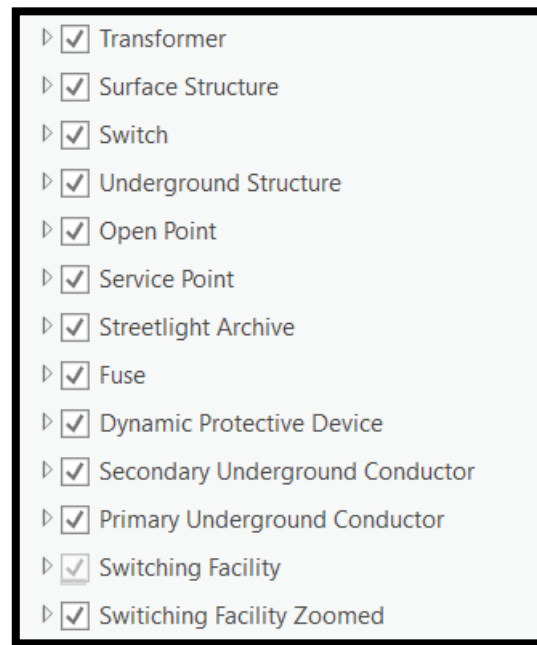 Transformer
Surface Structure
Switch
Underground Structure
Open Point
Service Point
Streetlight Archive
Fuse
Dynamic Protective Device
Secondary Underground Conductor
Primary Underground Conductor
Switching Facility
Switiching Facility Zoomed